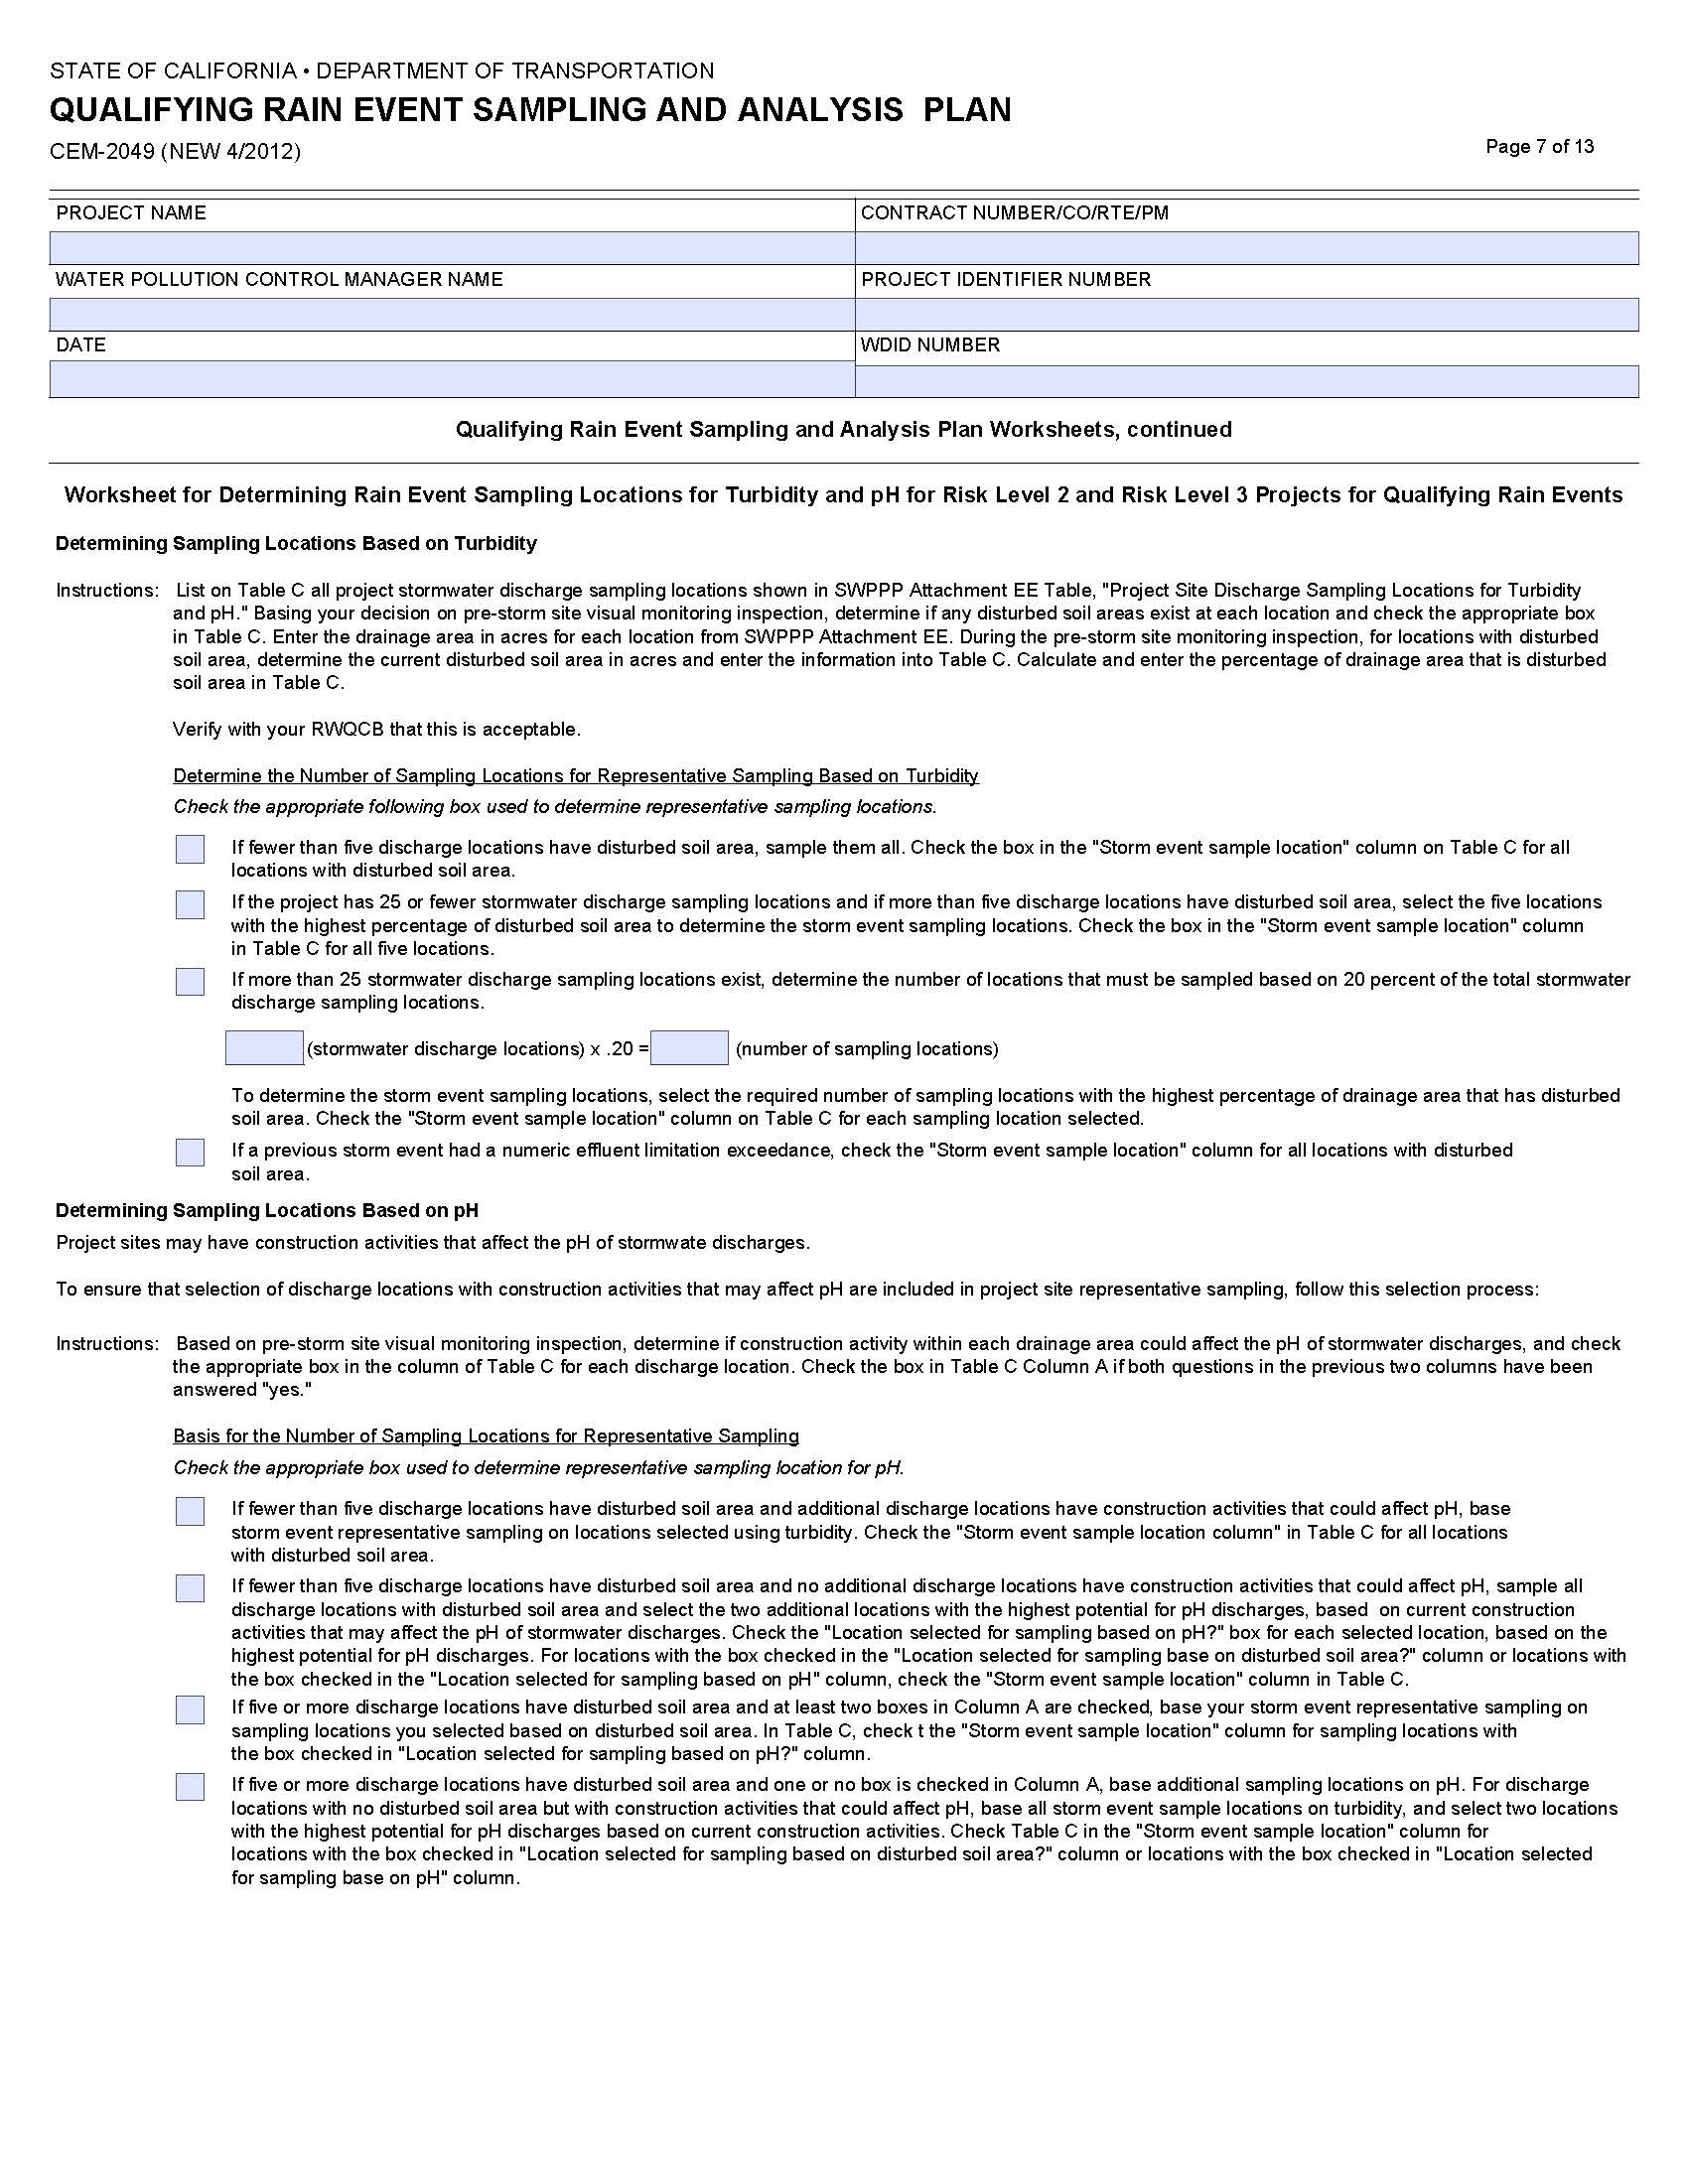 STATE OF CALIFORNIA • DEPARTMENT OF TRANSPORTATION
QUALIFYING RAIN EVENT SAMPLING AND ANALYSIS PLAN
CEM-2049 (NEW 4/2012)
Page 7 of 13
PROJECT NAME
CONTRACT NUMBER/CO/RTE/PM
WATER POLLUTION CONTROL MANAGER NAME
PROJECT IDENTIFIER NUMBER
DATE
WDID NUMBER
Qualifying Rain Event Sampling and Analysis Plan Worksheets, continued
Worksheet for Determining Rain Event Sampling Locations for Turbidity and pH for Risk Level 2 and Risk Level 3 Projects for Qualifying Rain Events
Determining Sampling Locations Based on Turbidity
Instructions: List on Table C all project stormwater discharge sampling locations shown in SWPPP Attachment EE Table, "Project Site Discharge Sampling Locations for Turbidity
and pH." Basing your decision on pre-storm site visual monitoring inspection, determine if any disturbed soil areas exist at each location and check the appropriate box
in Table C. Enter the drainage area in acres for each location from SWPPP Attachment EE. During the pre-storm site monitoring inspection, for locations with disturbed
soil area, determine the current disturbed soil area in acres and enter the information into Table C. Calculate and enter the percentage of drainage area that is disturbed
soil area in Table C.
Verify with your RWQCB that this is acceptable.
Determine the Number of Sampling Locations for Representative Sampling Based on Turbidity
Check the appropriate following box used to determine representative sampling locations.
If fewer than five discharge locations have disturbed soil area, sample them all. Check the box in the "Storm event sample location" column on Table C for all
locations with disturbed soil area.
If the project has 25 or fewer stormwater discharge sampling locations and if more than five discharge locations have disturbed soil area, select the five locations
with the highest percentage of disturbed soil area to determine the storm event sampling locations. Check the box in the "Storm event sample location" column
in Table C for all five locations.
If more than 25 stormwater discharge sampling locations exist, determine the number of locations that must be sampled based on 20 percent of the total stormwater
discharge sampling locations.
(stormwater discharge locations) x .20 = (number of sampling locations)
To determine the storm event sampling locations, select the required number of sampling locations with the highest percentage of drainage area that has disturbed
soil area. Check the "Storm event sample location" column on Table C for each sampling location selected.
If a previous storm event had a numeric effluent limitation exceedance, check the "Storm event sample location" column for all locations with disturbed
soil area.
Determining Sampling Locations Based on pH
Project sites may have construction activities that affect the pH of stormwate discharges.
To ensure that selection of discharge locations with construction activities that may affect pH are included in project site representative sampling, follow this selection process:
Instructions: Based on pre-storm site visual monitoring inspection, determine if construction activity within each drainage area could affect the pH of stormwater discharges, and check
the appropriate box in the column of Table C for each discharge location. Check the box in Table C Column A if both questions in the previous two columns have been
answered "yes."
Basis for the Number of Sampling Locations for Representative Sampling
Check the appropriate box used to determine representative sampling location for pH.
If fewer than five discharge locations have disturbed soil area and additional discharge locations have construction activities that could affect pH, base
storm event representative sampling on locations selected using turbidity. Check the "Storm event sample location column" in Table C for all locations
with disturbed soil area.
If fewer than five discharge locations have disturbed soil area and no additional discharge locations have construction activities that could affect pH, sample all
discharge locations with disturbed soil area and select the two additional locations with the highest potential for pH discharges, based on current construction
activities that may affect the pH of stormwater discharges. Check the "Location selected for sampling based on pH?" box for each selected location, based on the
highest potential for pH discharges. For locations with the box checked in the "Location selected for sampling base on disturbed soil area?" column or locations with
the box checked in the "Location selected for sampling based on pH" column, check the "Storm event sample location" column in Table C.
If five or more discharge locations have disturbed soil area and at least two boxes in Column A are checked, base your storm event representative sampling on
sampling locations you selected based on disturbed soil area. In Table C, check t the "Storm event sample location" column for sampling locations with
the box checked in "Location selected for sampling based on pH?" column.
If five or more discharge locations have disturbed soil area and one or no box is checked in Column A, base additional sampling locations on pH. For discharge
locations with no disturbed soil area but with construction activities that could affect pH, base all storm event sample locations on turbidity, and select two locations
with the highest potential for pH discharges based on current construction activities. Check Table C in the "Storm event sample location" column for
locations with the box checked in "Location selected for sampling based on disturbed soil area?" column or locations with the box checked in "Location selected
for sampling base on pH" column.